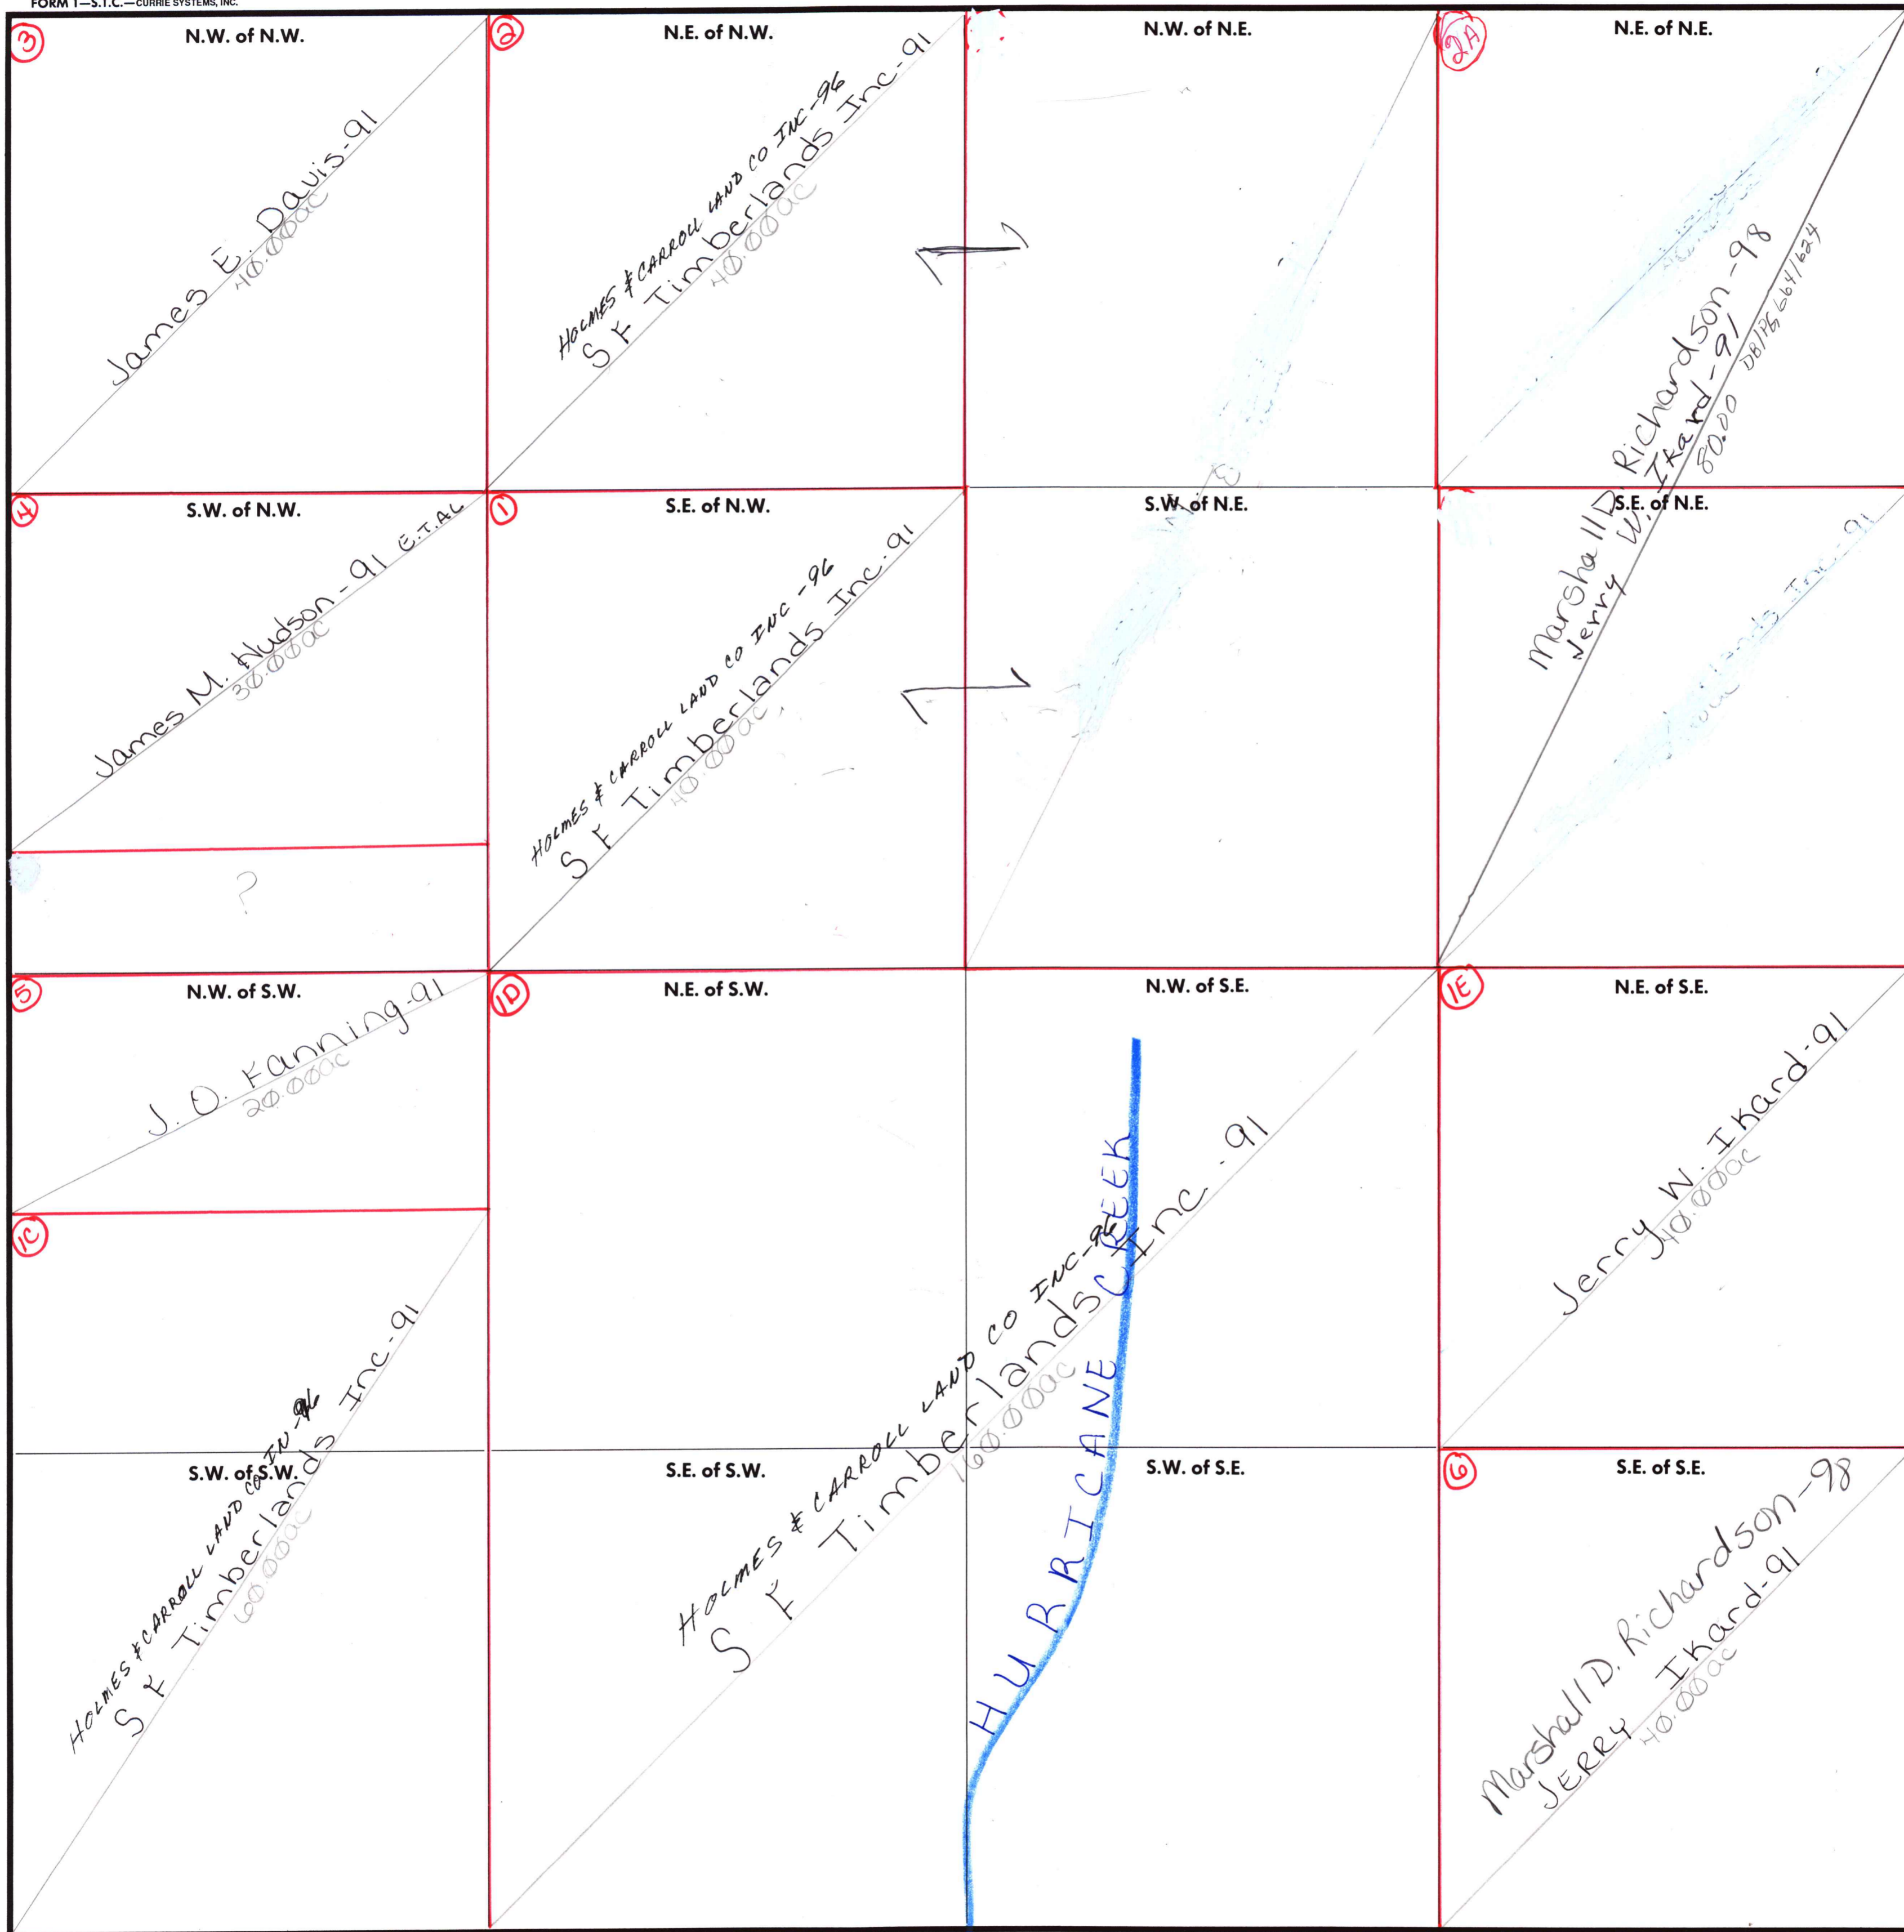 FORM 1—S.T.C.—CURRIE SYSTEMS, INC.
3
N.W. of N.W.
James E. Davis-91
40.00ac
2
N.E. of N.W.
HOLMES & CARROLL LAND CO INC-96
S F Timberlands Inc-91
40.00ac
N.W. of N.E.
2A
N.E. of N.E.
Marshall D. Richardson-98
Jerry W. Ikard-91
80.00
DB/PG 664/624
4
S.W. of N.W.
James M. Hudson-91 E.T.AL
30.00ac
?
1
S.E. of N.W.
HOLMES & CARROLL LAND CO INC-96
S F Timberlands Inc-91
40.00ac
S.W. of N.E.
S.E. of N.E.
lands Inc-91
5
N.W. of S.W.
J. O. Fanning-91
20.00ac
1D
N.E. of S.W.
N.W. of S.E.
HOLMES & CARROLL LAND CO INC-96
S F Timberlands Inc-91
160.00ac
HURRICANE CREEK
1E
N.E. of S.E.
Jerry W. Ikard-91
40.00ac
1C
S.W. of S.W.
HOLMES & CARROLL LAND CO IN-96
S F Timberlands Inc-91
60.00ac
S.E. of S.W.
S.W. of S.E.
6
S.E. of S.E.
Marshall D. Richardson-98
JERRY Ikard-91
40.00ac